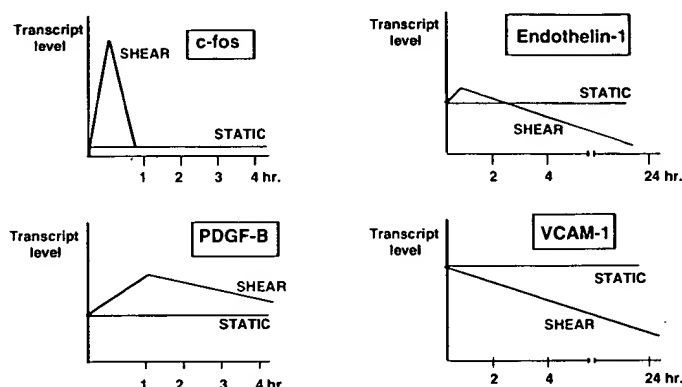 Transcript
level
SHEAR
c-fos
STATIC
1 2 3 4 hr.
Transcript
level
Endothelin-1
STATIC
SHEAR
2 4 24 hr.
Transcript
level
PDGF-B
SHEAR
STATIC
1 2 3 4 hr.
Transcript
level
VCAM-1
STATIC
SHEAR
2 4 24 hr.